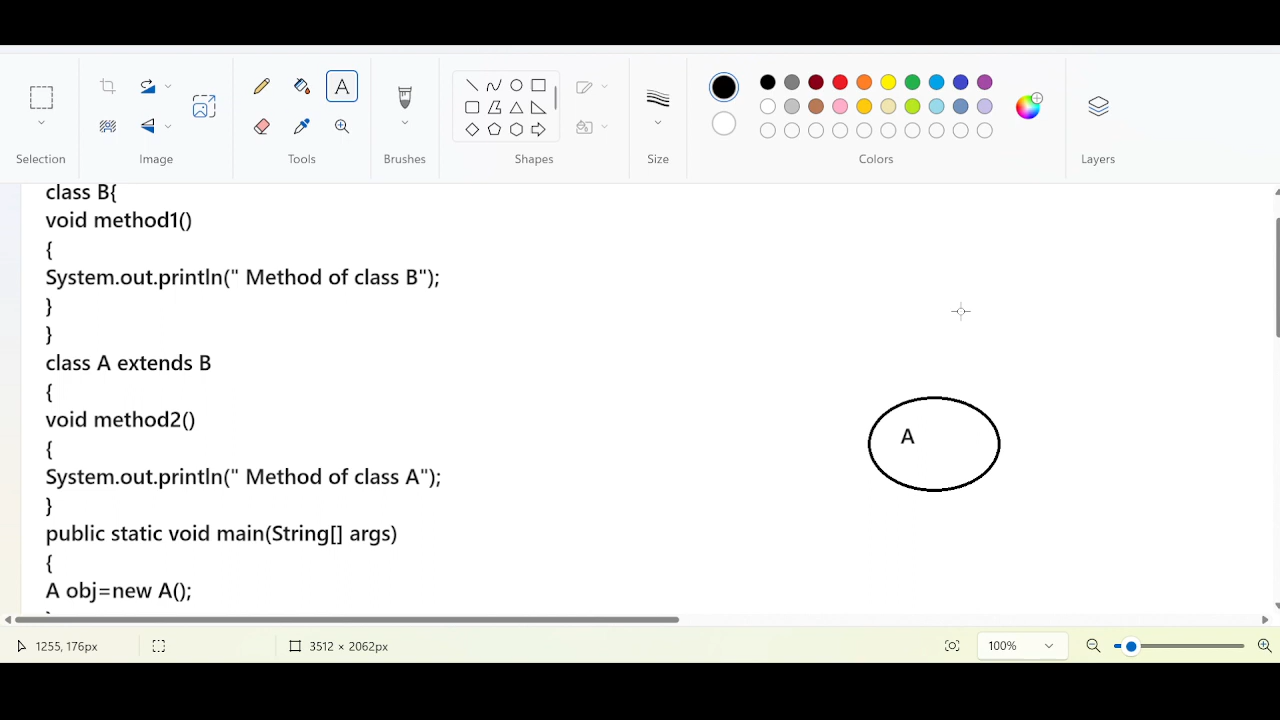 A
Selection
Image
Tools
Brushes
Shapes
Size
Colors
Layers
class B{
void method1()
{
System.out.println(" Method of class B");
}
}
class A extends B
{
void method2()
{
System.out.println(" Method of class A");
}
public static void main(String[] args)
{
A obj=new A();
A
1255, 176px
3512 × 2062px
100%